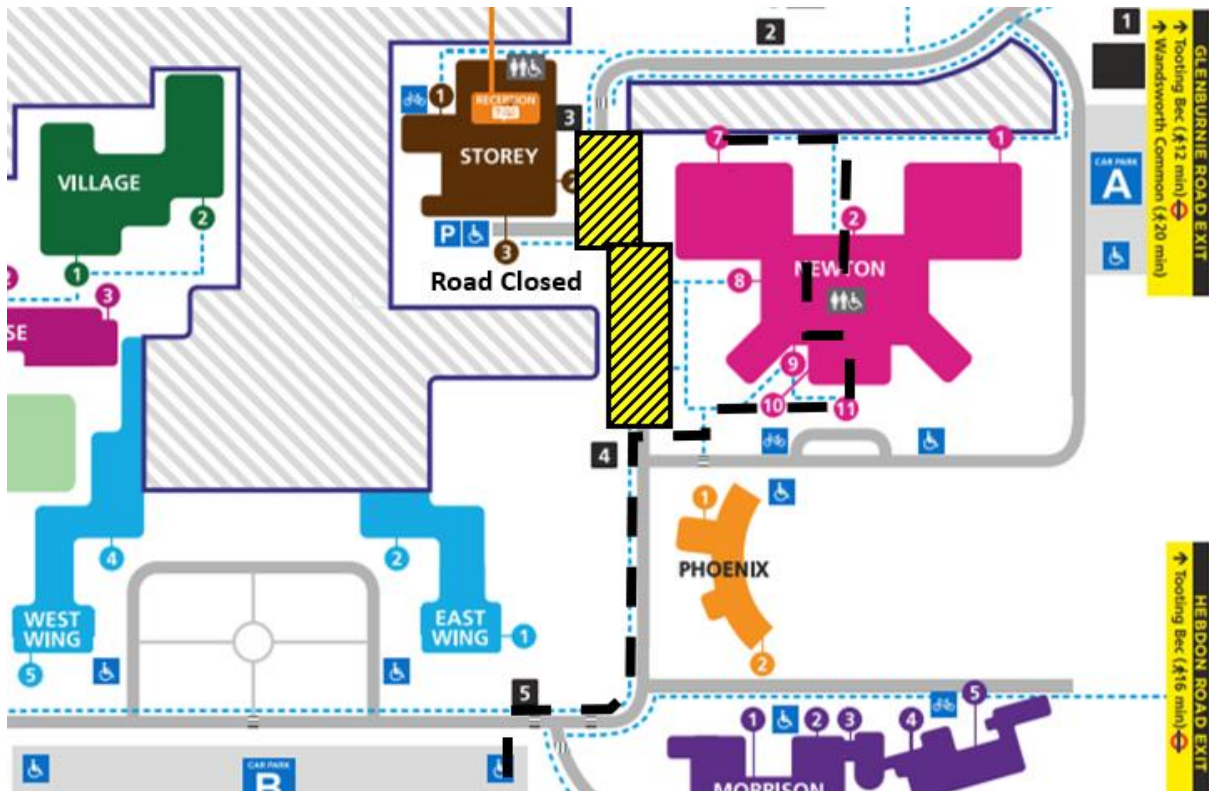 2
1
GLENBURNIE ROAD EXIT
↑ Tooting Bec (12 min)
↑ Wandsworth Common (20 min)
1
RECEPTION
3
7
1
STOREY
VILLAGE
CAR PARK
A
2
2
P
3
NEWTON
1
Road Closed
8
3
SE
9
10
11
4
1
4
2
PHOENIX
HEBDON ROAD EXIT
↑ Tooting Bec (16 min)
WEST
WING
EAST
WING
1
5
2
5
1
2
3
4
5
CAR PARK
B
MORRISON